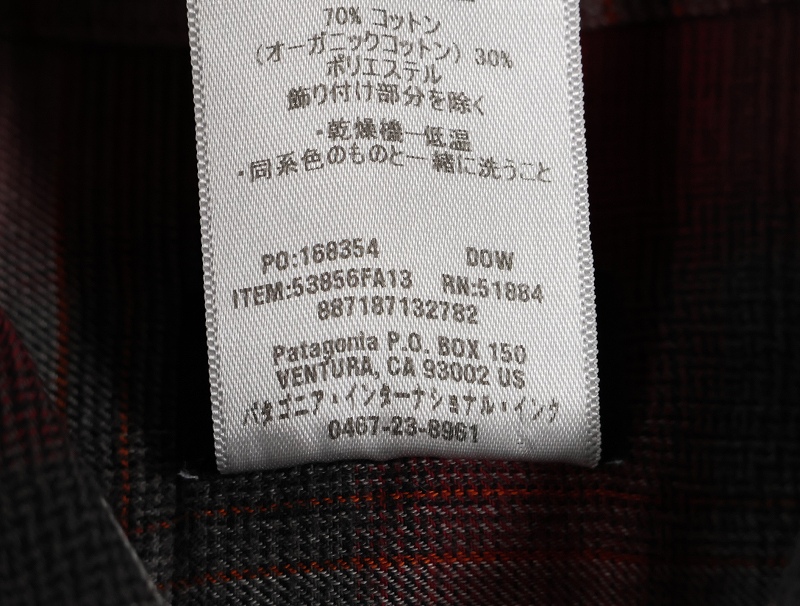 70% コットン
(オーガニックコットン) 30%
ポリエステル
飾り付け部分を除く
・乾燥機一低温
・同系色のものと一緒に洗うこと
PO:168354 DOW
ITEM:53856FA13 RN:51884
887187132782
Patagonia P.O. BOX 150
VENTURA, CA 93002 US
パタゴニア・インターナショナル・インク
0467-23-8961